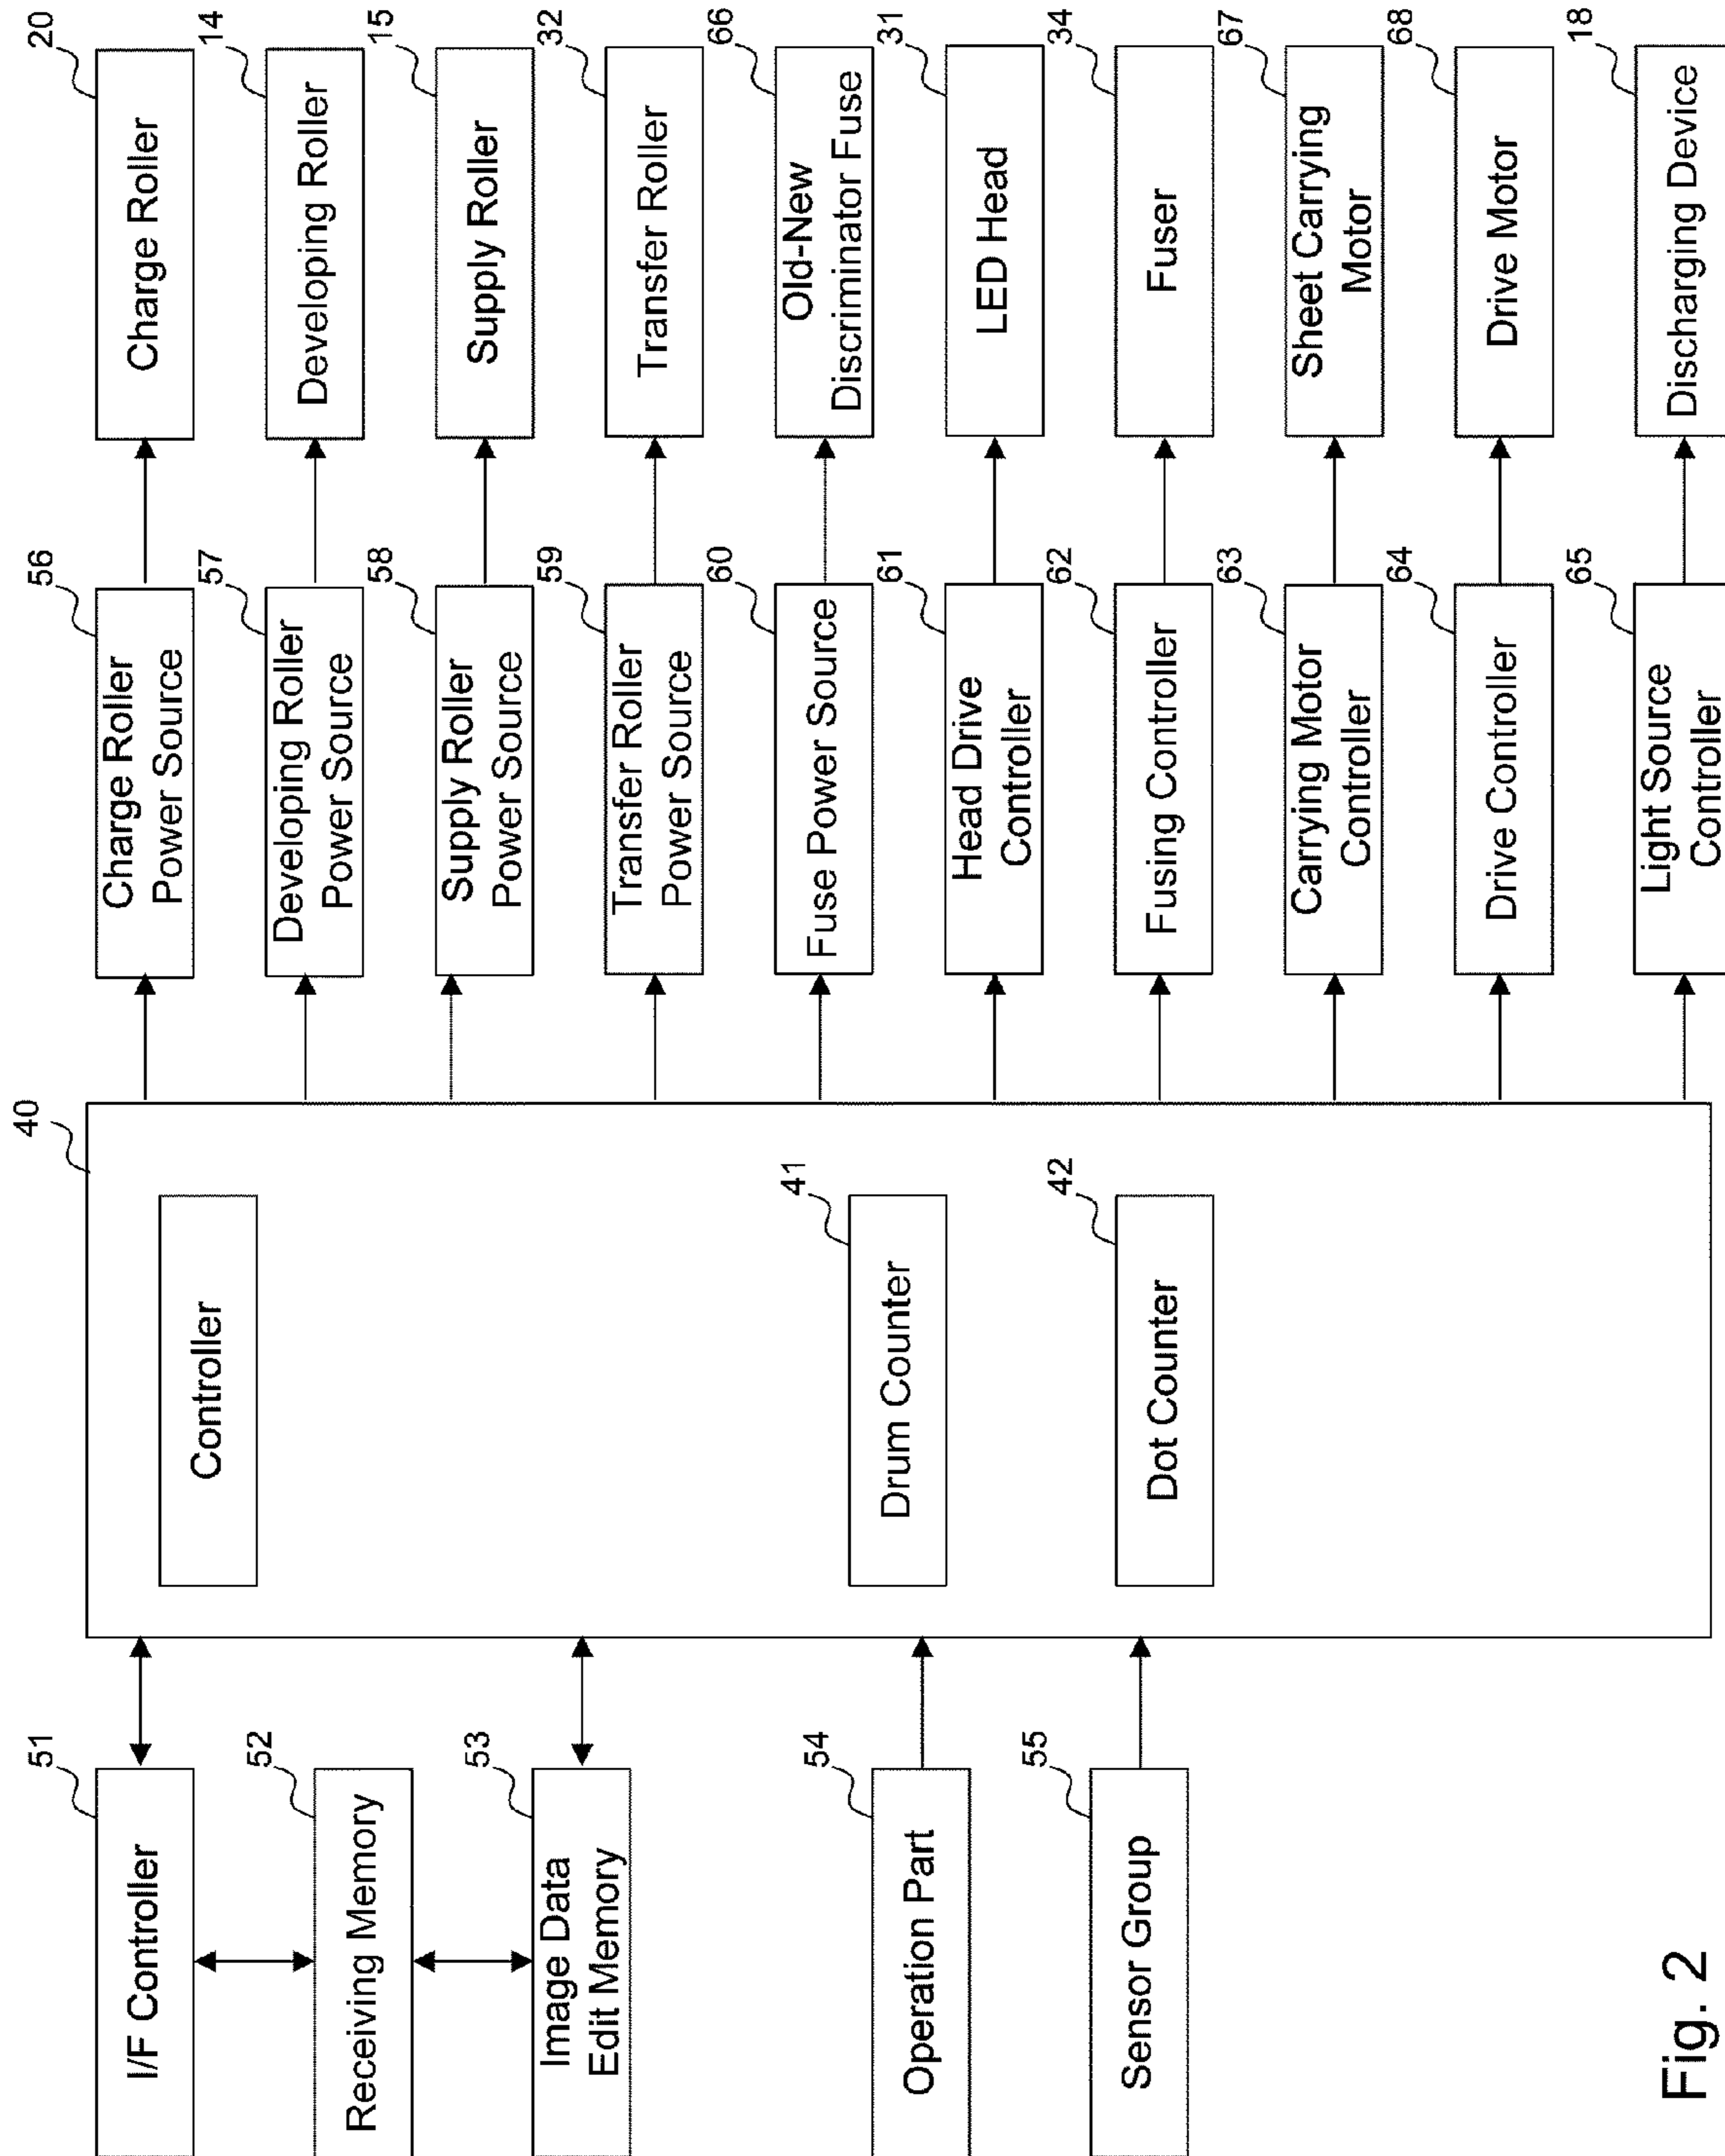 51
I/F Controller
52
Receiving Memory
53
Image Data
Edit Memory
54
Operation Part
55
Sensor Group
40
Controller
41
Drum Counter
42
Dot Counter
56
Charge Roller
Power Source
57
Developing Roller
Power Source
58
Supply Roller
Power Source
59
Transfer Roller
Power Source
60
Fuse Power Source
61
Head Drive
Controller
62
Fusing Controller
63
Carrying Motor
Controller
64
Drive Controller
65
Light Source
Controller
20
Charge Roller
14
Developing Roller
15
Supply Roller
32
Transfer Roller
66
Old-New
Discriminator Fuse
31
LED Head
34
Fuser
67
Sheet Carrying
Motor
68
Drive Motor
18
Discharging Device
Fig. 2